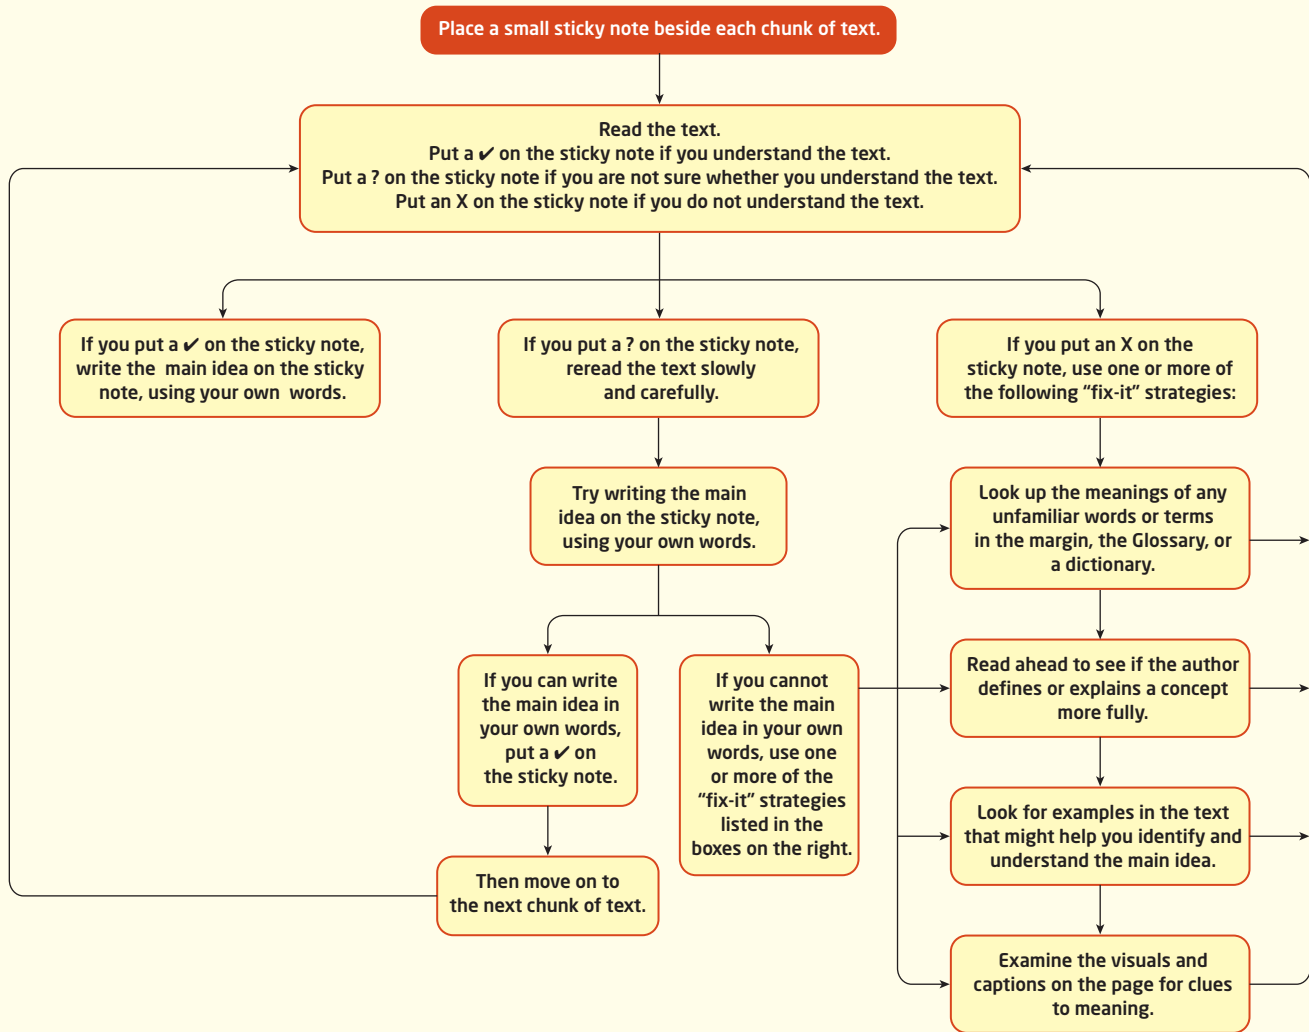 Place a small sticky note beside each chunk of text.
Read the text.
Put a ✔ on the sticky note if you understand the text.
Put a ? on the sticky note if you are not sure whether you understand the text.
Put an X on the sticky note if you do not understand the text.
If you put a ✔ on the sticky note,
write the main idea on the sticky
note, using your own words.
If you put a ? on the sticky note,
reread the text slowly
and carefully.
If you put an X on the
sticky note, use one or more of
the following “fix-it” strategies:
Try writing the main
idea on the sticky note,
using your own words.
Look up the meanings of any
unfamiliar words or terms
in the margin, the Glossary, or
a dictionary.
If you can write
the main idea in
your own words,
put a ✔ on
the sticky note.
If you cannot
write the main
idea in your own
words, use one
or more of the
“fix-it” strategies
listed in the
boxes on the right.
Read ahead to see if the author
defines or explains a concept
more fully.
Look for examples in the text
that might help you identify and
understand the main idea.
Then move on to
the next chunk of text.
Examine the visuals and
captions on the page for clues
to meaning.